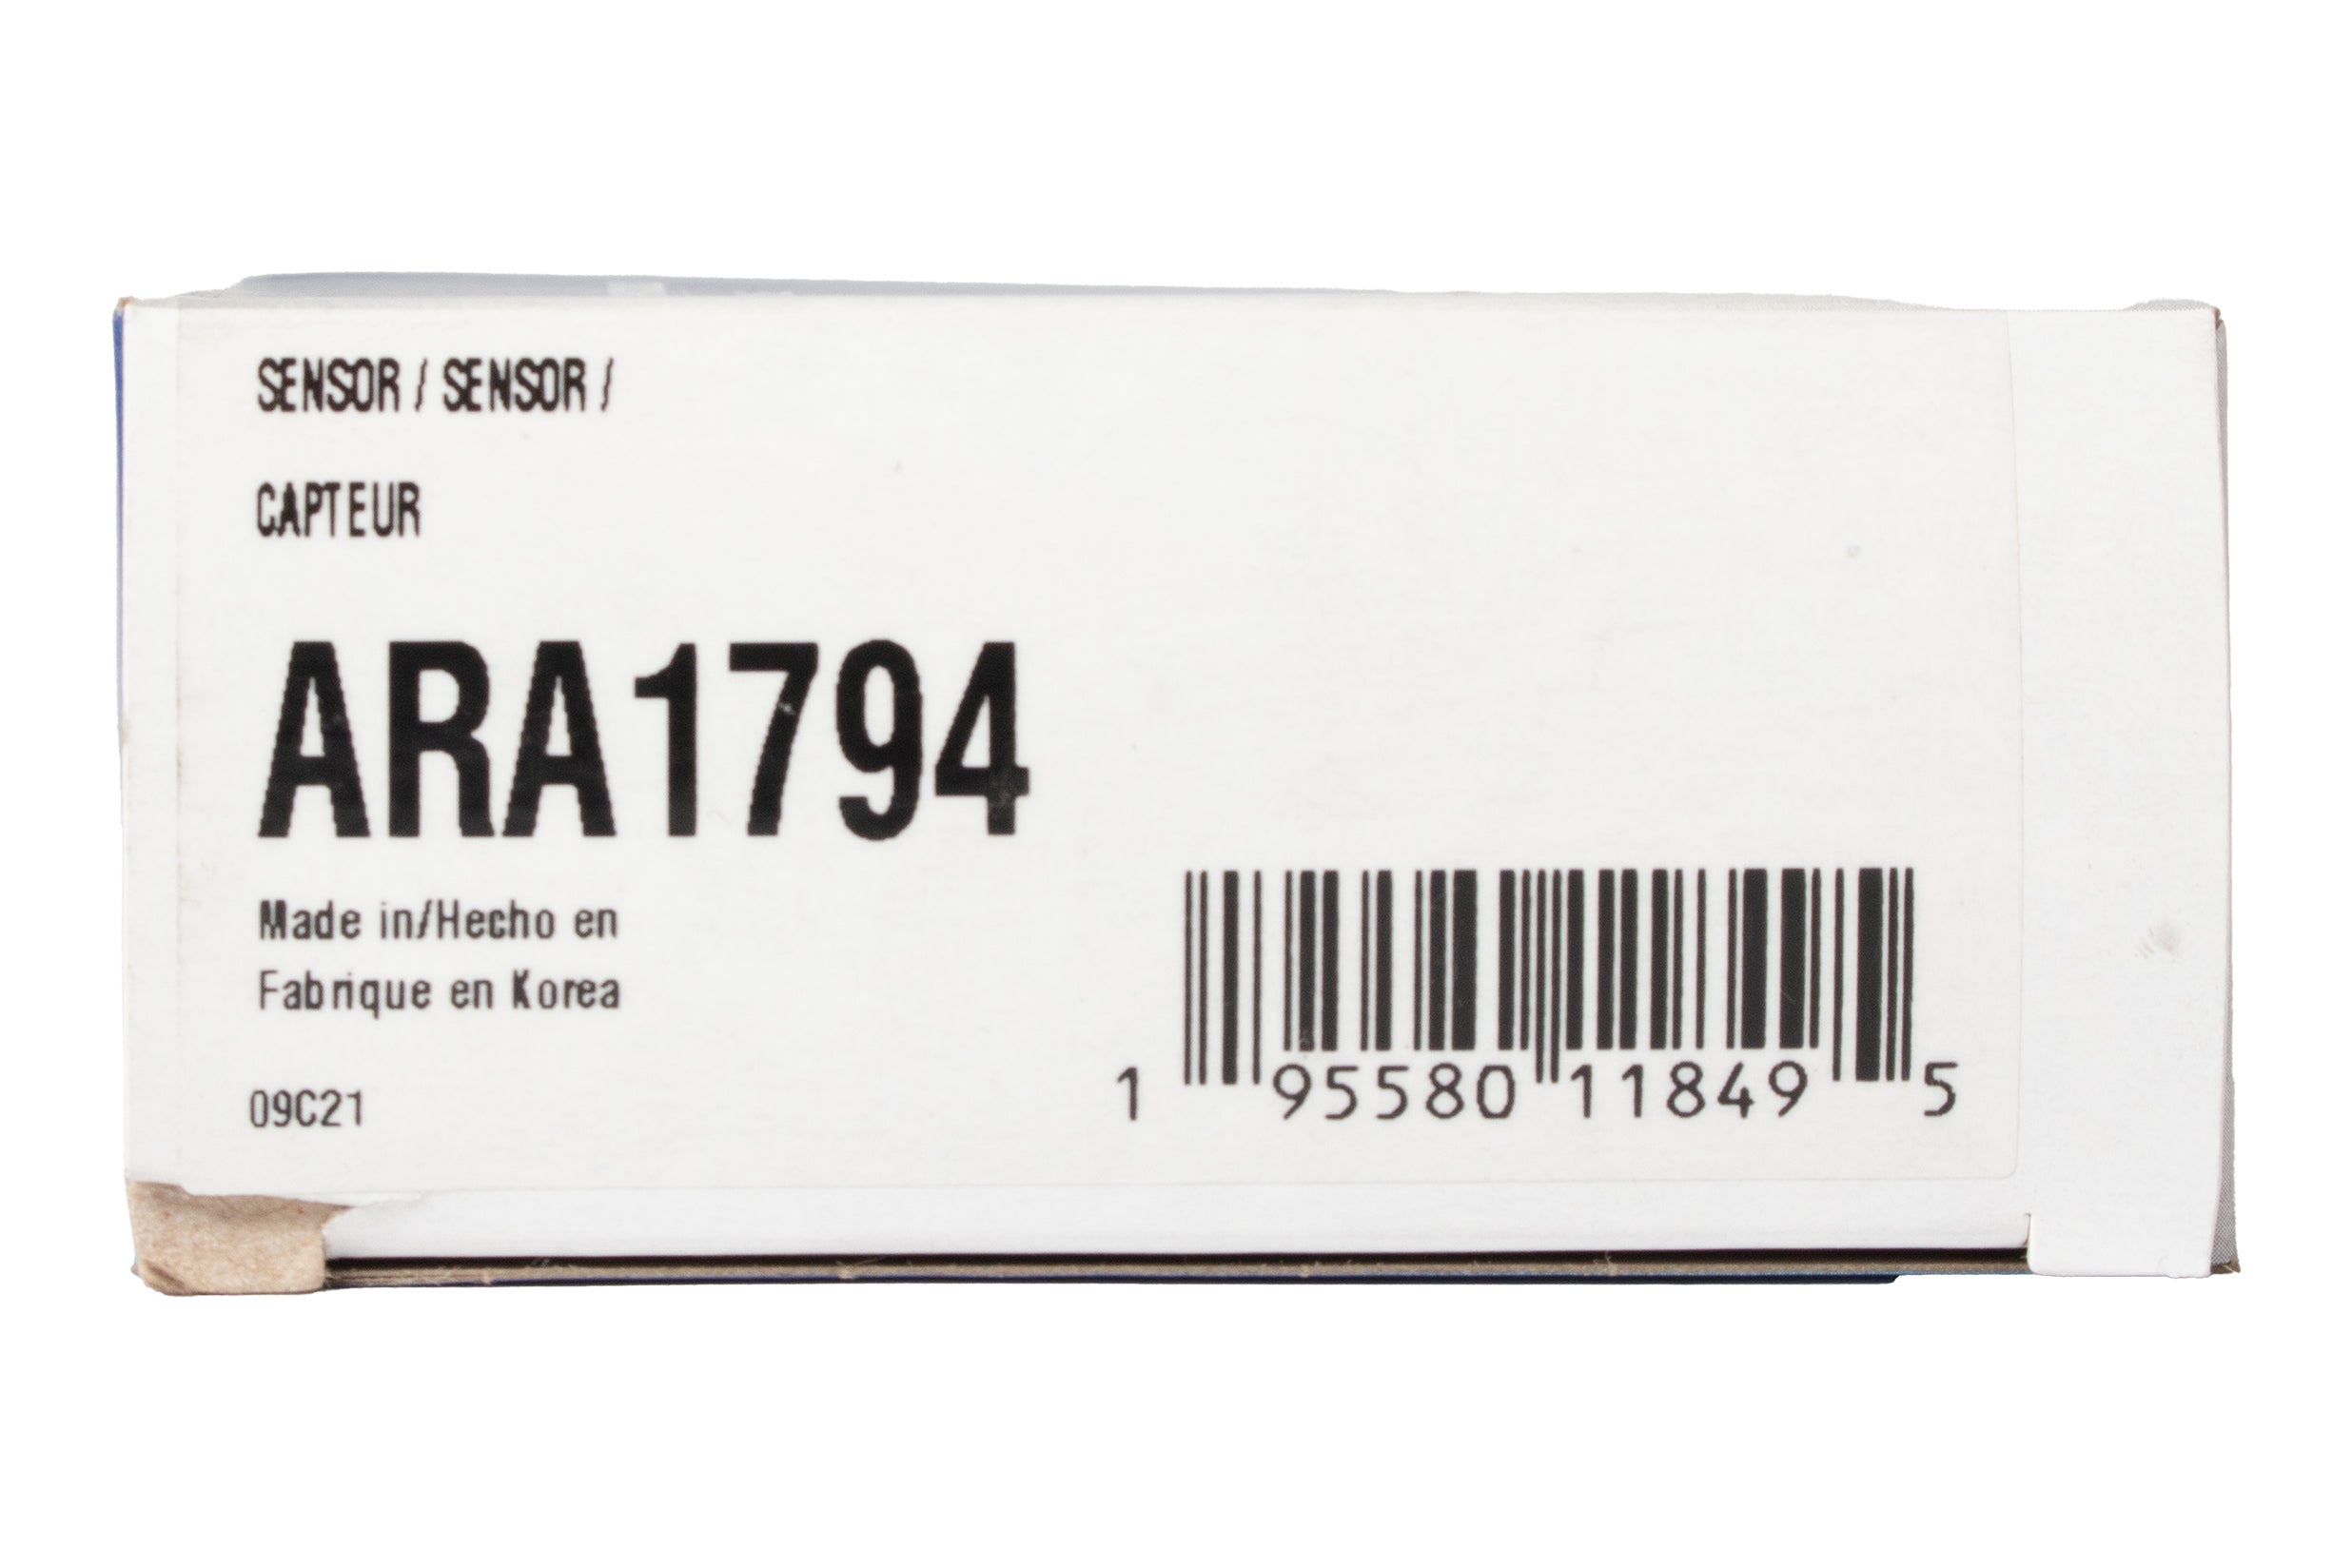 SENSOR / SENSOR /
CAPTEUR
ARA1794
Made in/Hecho en
Fabrique en Korea
09C21
1 95580 11849 5